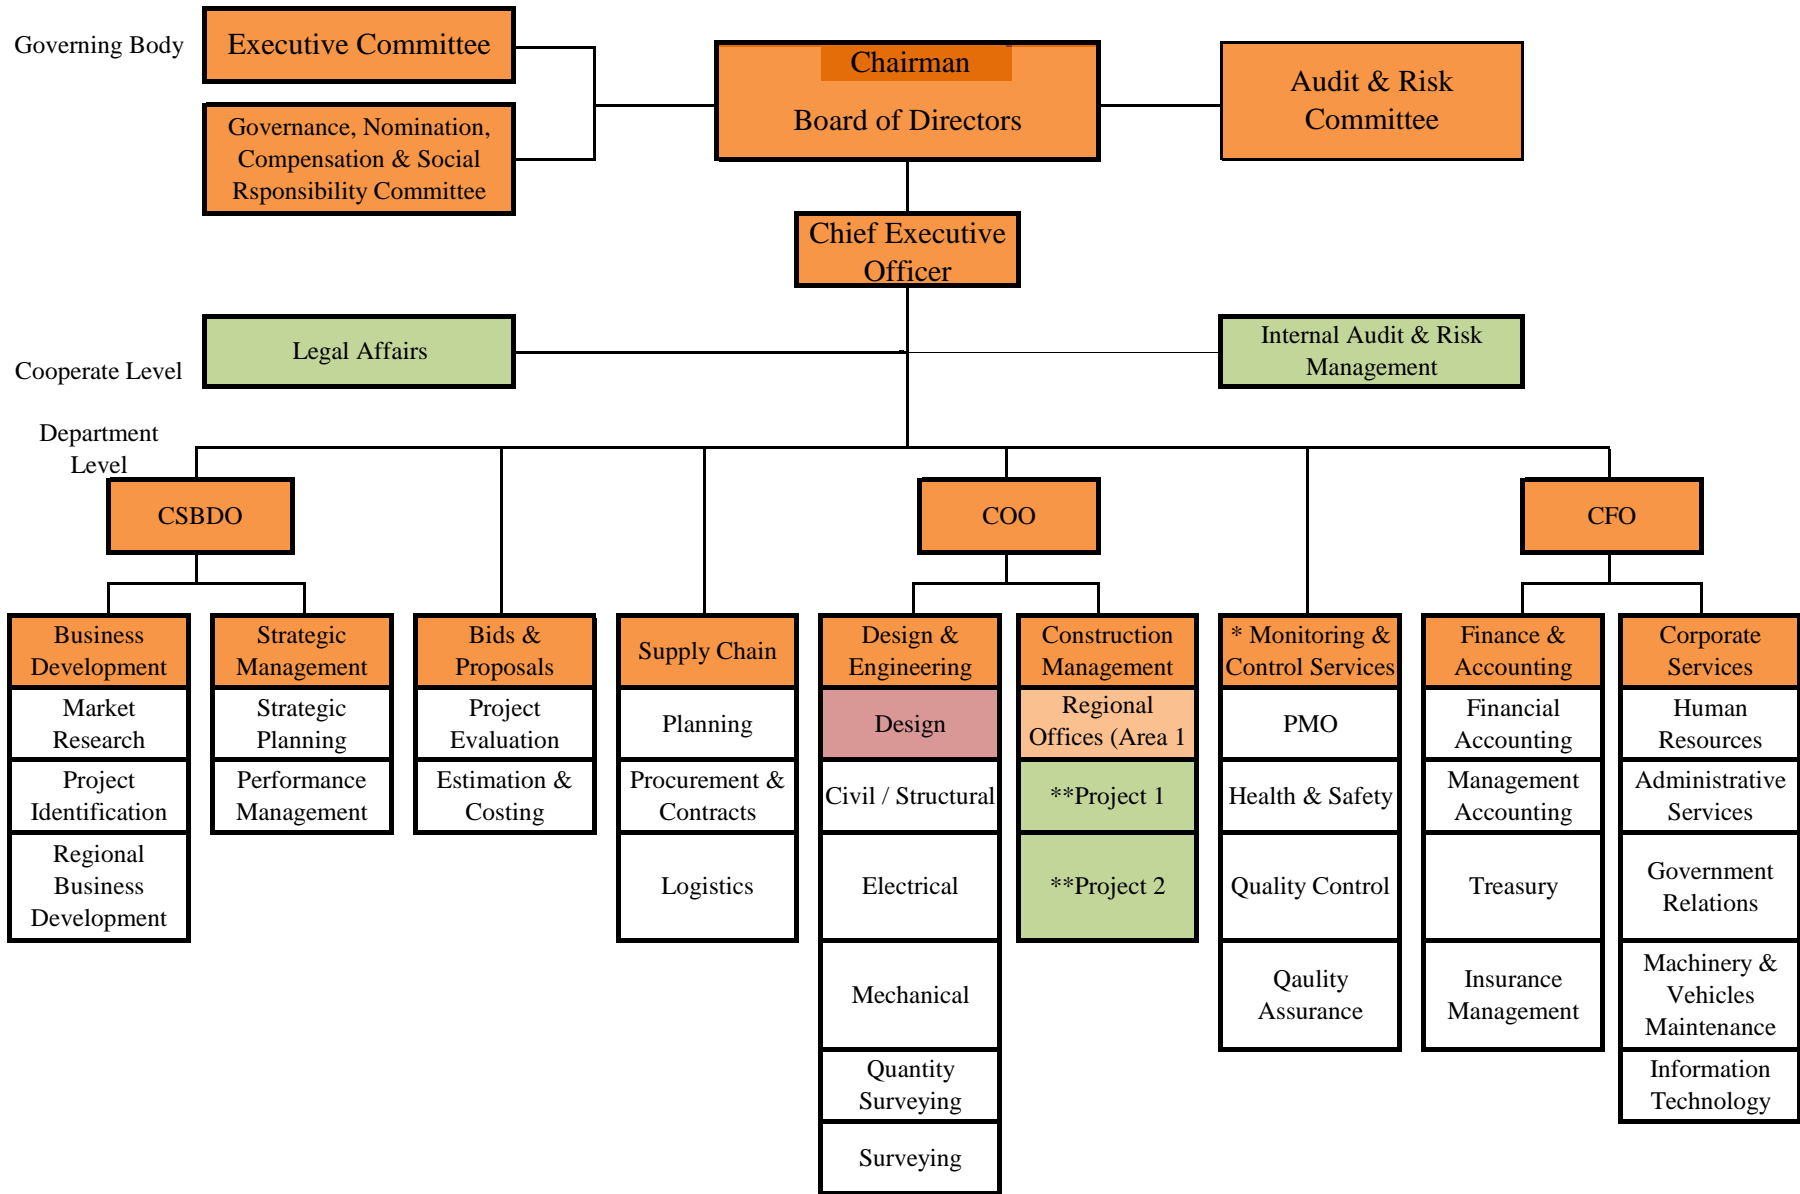 Governing Body
Executive Committee
Governance, Nomination,
Compensation & Social
Rsponsibility Committee
Chairman
Board of Directors
Audit & Risk
Committee
Chief Executive
Officer
Cooperate Level
Legal Affairs
Internal Audit & Risk
Management
Department
Level
CSBDO
COO
CFO
Business
Development
Market
Research
Project
Identification
Regional
Business
Development
Strategic
Management
Strategic
Planning
Performance
Management
Bids &
Proposals
Project
Evaluation
Estimation &
Costing
Supply Chain
Planning
Procurement &
Contracts
Logistics
Design &
Engineering
Design
Civil / Structural
Electrical
Mechanical
Quantity
Surveying
Surveying
Construction
Management
Regional
Offices (Area 1
**Project 1
**Project 2
* Monitoring &
Control Services
PMO
Health & Safety
Quality Control
Qaulity
Assurance
Finance &
Accounting
Financial
Accounting
Management
Accounting
Treasury
Insurance
Management
Corporate
Services
Human
Resources
Administrative
Services
Government
Relations
Machinery &
Vehicles
Maintenance
Information
Technology